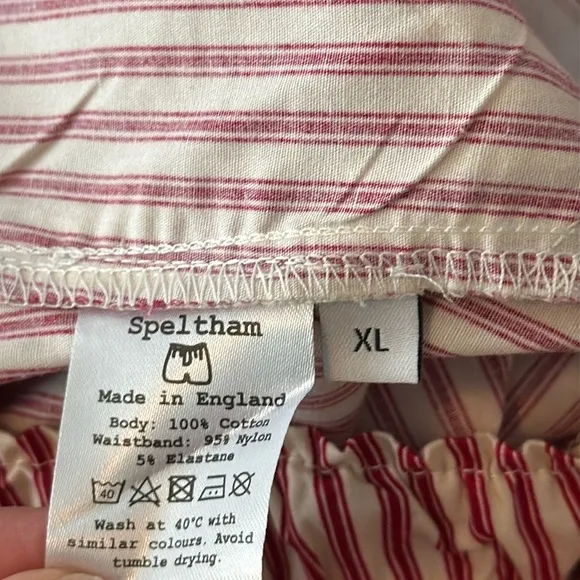 Speltham
XL
Made in England
Body: 100% Cotton
Waistband: 95% Nylon
5% Elastane
40
Wash at 40°C with
similar colours. Avoid
tumble drying.